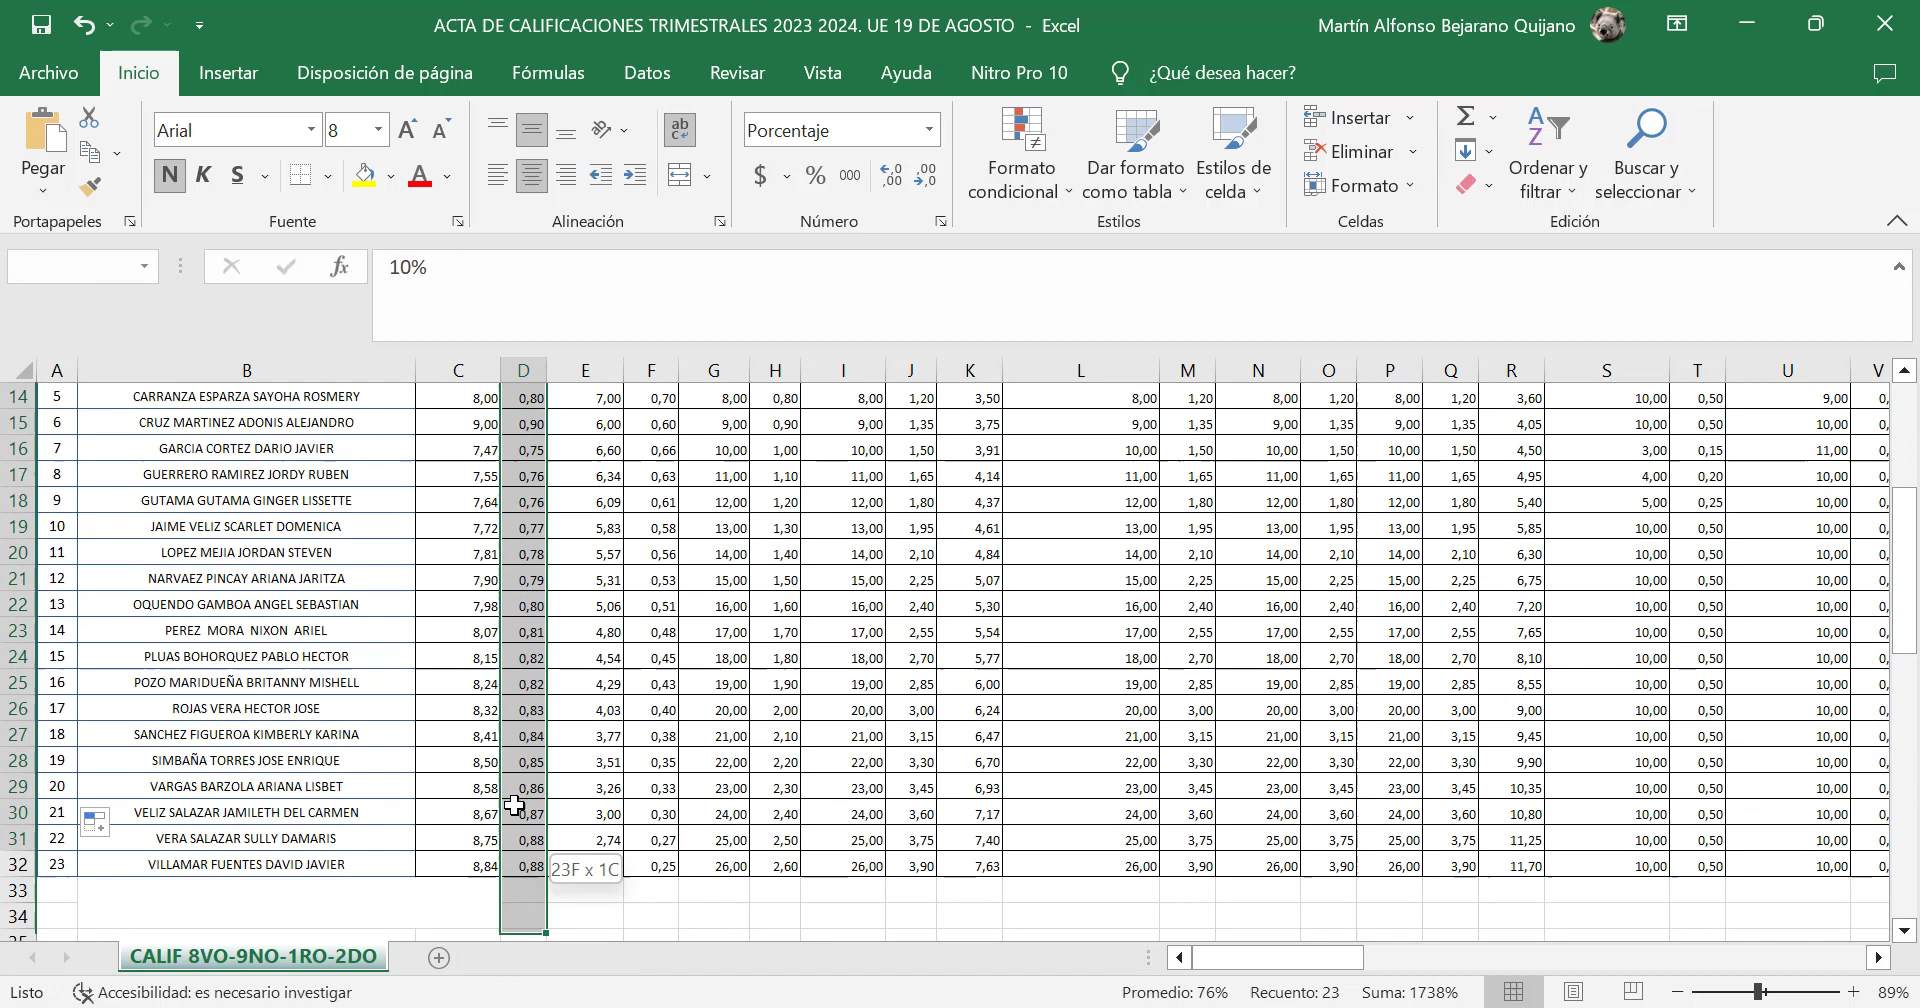 ACTA DE CALIFICACIONES TRIMESTRALES 2023 2024. UE 19 DE AGOSTO - Excel
Martín Alfonso Bejarano Quijano
Archivo Inicio Insertar Disposición de página Fórmulas Datos Revisar Vista Ayuda Nitro Pro 10 ¿Qué desea hacer?
Pegar
Portapapeles
Arial 8
N K S
Fuente
ab
Alineación
Porcentaje
$ % 000
Número
Formato condicional
Dar formato como tabla
Estilos de celda
Estilos
Insertar
Eliminar
Formato
Celdas
Ordenar y filtrar
Buscar y seleccionar
Edición
fx 10%
A B C D E F G H I J K L M N O P Q R S T U V
14 5 CARRANZA ESPARZA SAYOHA ROSMERY 8,00 0,80 7,00 0,70 8,00 0,80 8,00 1,20 3,50 8,00 1,20 8,00 1,20 8,00 1,20 3,60 10,00 0,50 9,00 0,
15 6 CRUZ MARTINEZ ADONIS ALEJANDRO 9,00 0,90 6,00 0,60 9,00 0,90 9,00 1,35 3,75 9,00 1,35 9,00 1,35 9,00 1,35 4,05 10,00 0,50 10,00 0,
16 7 GARCIA CORTEZ DARIO JAVIER 7,47 0,75 6,60 0,66 10,00 1,00 10,00 1,50 3,91 10,00 1,50 10,00 1,50 10,00 1,50 4,50 3,00 0,15 11,00 0,
17 8 GUERRERO RAMIREZ JORDY RUBEN 7,55 0,76 6,34 0,63 11,00 1,10 11,00 1,65 4,14 11,00 1,65 11,00 1,65 11,00 1,65 4,95 4,00 0,20 10,00 0,
18 9 GUTAMA GUTAMA GINGER LISSETTE 7,64 0,76 6,09 0,61 12,00 1,20 12,00 1,80 4,37 12,00 1,80 12,00 1,80 12,00 1,80 5,40 5,00 0,25 10,00 0,
19 10 JAIME VELIZ SCARLET DOMENICA 7,72 0,77 5,83 0,58 13,00 1,30 13,00 1,95 4,61 13,00 1,95 13,00 1,95 13,00 1,95 5,85 10,00 0,50 10,00 0,
20 11 LOPEZ MEJIA JORDAN STEVEN 7,81 0,78 5,57 0,56 14,00 1,40 14,00 2,10 4,84 14,00 2,10 14,00 2,10 14,00 2,10 6,30 10,00 0,50 10,00 0,
21 12 NARVAEZ PINCAY ARIANA JARITZA 7,90 0,79 5,31 0,53 15,00 1,50 15,00 2,25 5,07 15,00 2,25 15,00 2,25 15,00 2,25 6,75 10,00 0,50 10,00 0,
22 13 OQUENDO GAMBOA ANGEL SEBASTIAN 7,98 0,80 5,06 0,51 16,00 1,60 16,00 2,40 5,30 16,00 2,40 16,00 2,40 16,00 2,40 7,20 10,00 0,50 10,00 0,
23 14 PEREZ MORA NIXON ARIEL 8,07 0,81 4,80 0,48 17,00 1,70 17,00 2,55 5,54 17,00 2,55 17,00 2,55 17,00 2,55 7,65 10,00 0,50 10,00 0,
24 15 PLUAS BOHORQUEZ PABLO HECTOR 8,15 0,82 4,54 0,45 18,00 1,80 18,00 2,70 5,77 18,00 2,70 18,00 2,70 18,00 2,70 8,10 10,00 0,50 10,00 0,
25 16 POZO MARIDUEÑA BRITANNY MISHELL 8,24 0,82 4,29 0,43 19,00 1,90 19,00 2,85 6,00 19,00 2,85 19,00 2,85 19,00 2,85 8,55 10,00 0,50 10,00 0,
26 17 ROJAS VERA HECTOR JOSE 8,32 0,83 4,03 0,40 20,00 2,00 20,00 3,00 6,24 20,00 3,00 20,00 3,00 20,00 3,00 9,00 10,00 0,50 10,00 0,
27 18 SANCHEZ FIGUEROA KIMBERLY KARINA 8,41 0,84 3,77 0,38 21,00 2,10 21,00 3,15 6,47 21,00 3,15 21,00 3,15 21,00 3,15 9,45 10,00 0,50 10,00 0,
28 19 SIMBAÑA TORRES JOSE ENRIQUE 8,50 0,85 3,51 0,35 22,00 2,20 22,00 3,30 6,70 22,00 3,30 22,00 3,30 22,00 3,30 9,90 10,00 0,50 10,00 0,
29 20 VARGAS BARZOLA ARIANA LISBET 8,58 0,86 3,26 0,33 23,00 2,30 23,00 3,45 6,93 23,00 3,45 23,00 3,45 23,00 3,45 10,35 10,00 0,50 10,00 0,
30 21 VELIZ SALAZAR JAMILETH DEL CARMEN 8,67 0,87 3,00 0,30 24,00 2,40 24,00 3,60 7,17 24,00 3,60 24,00 3,60 24,00 3,60 10,80 10,00 0,50 10,00 0,
31 22 VERA SALAZAR SULLY DAMARIS 8,75 0,88 2,74 0,27 25,00 2,50 25,00 3,75 7,40 25,00 3,75 25,00 3,75 25,00 3,75 11,25 10,00 0,50 10,00 0,
32 23 VILLAMAR FUENTES DAVID JAVIER 8,84 0,88 23F x 1C 0,25 26,00 2,60 26,00 3,90 7,63 26,00 3,90 26,00 3,90 26,00 3,90 11,70 10,00 0,50 10,00 0,
33
34
CALIF 8VO-9NO-1RO-2DO
Listo Accesibilidad: es necesario investigar Promedio: 76% Recuento: 23 Suma: 1738% 89%